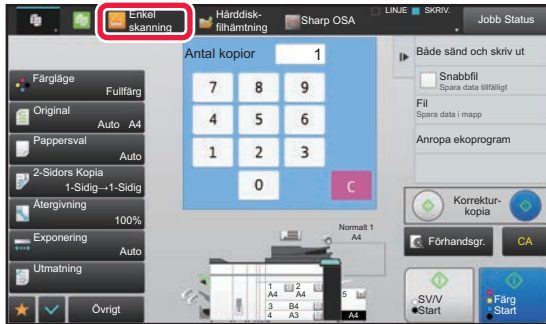 Enkel
skanning
Hårddisk-
filhämtning
Sharp OSA
LINJE
SKRIV.
Jobb Status
Antal kopior
1
Både sänd och skriv ut
Färgläge
Fullfärg
7 8 9
Snabbfil
Spara data tillfälligt
Original
Auto A4
4 5 6
Fil
Spara data i mapp
Pappersval
Auto
1 2 3
Anropa ekoprogram
2-Sidors Kopia
1-Sidig→1-Sidig
0 C
Återgivning
100%
Korrektur-
kopia
Exponering
Auto
Normalt 1
A4
Förhandsgr.
CA
Utmatning
1 A4
2 A4
3 B4
4 A3
5
A4
SV/V
Start
Färg
Start
Övrigt